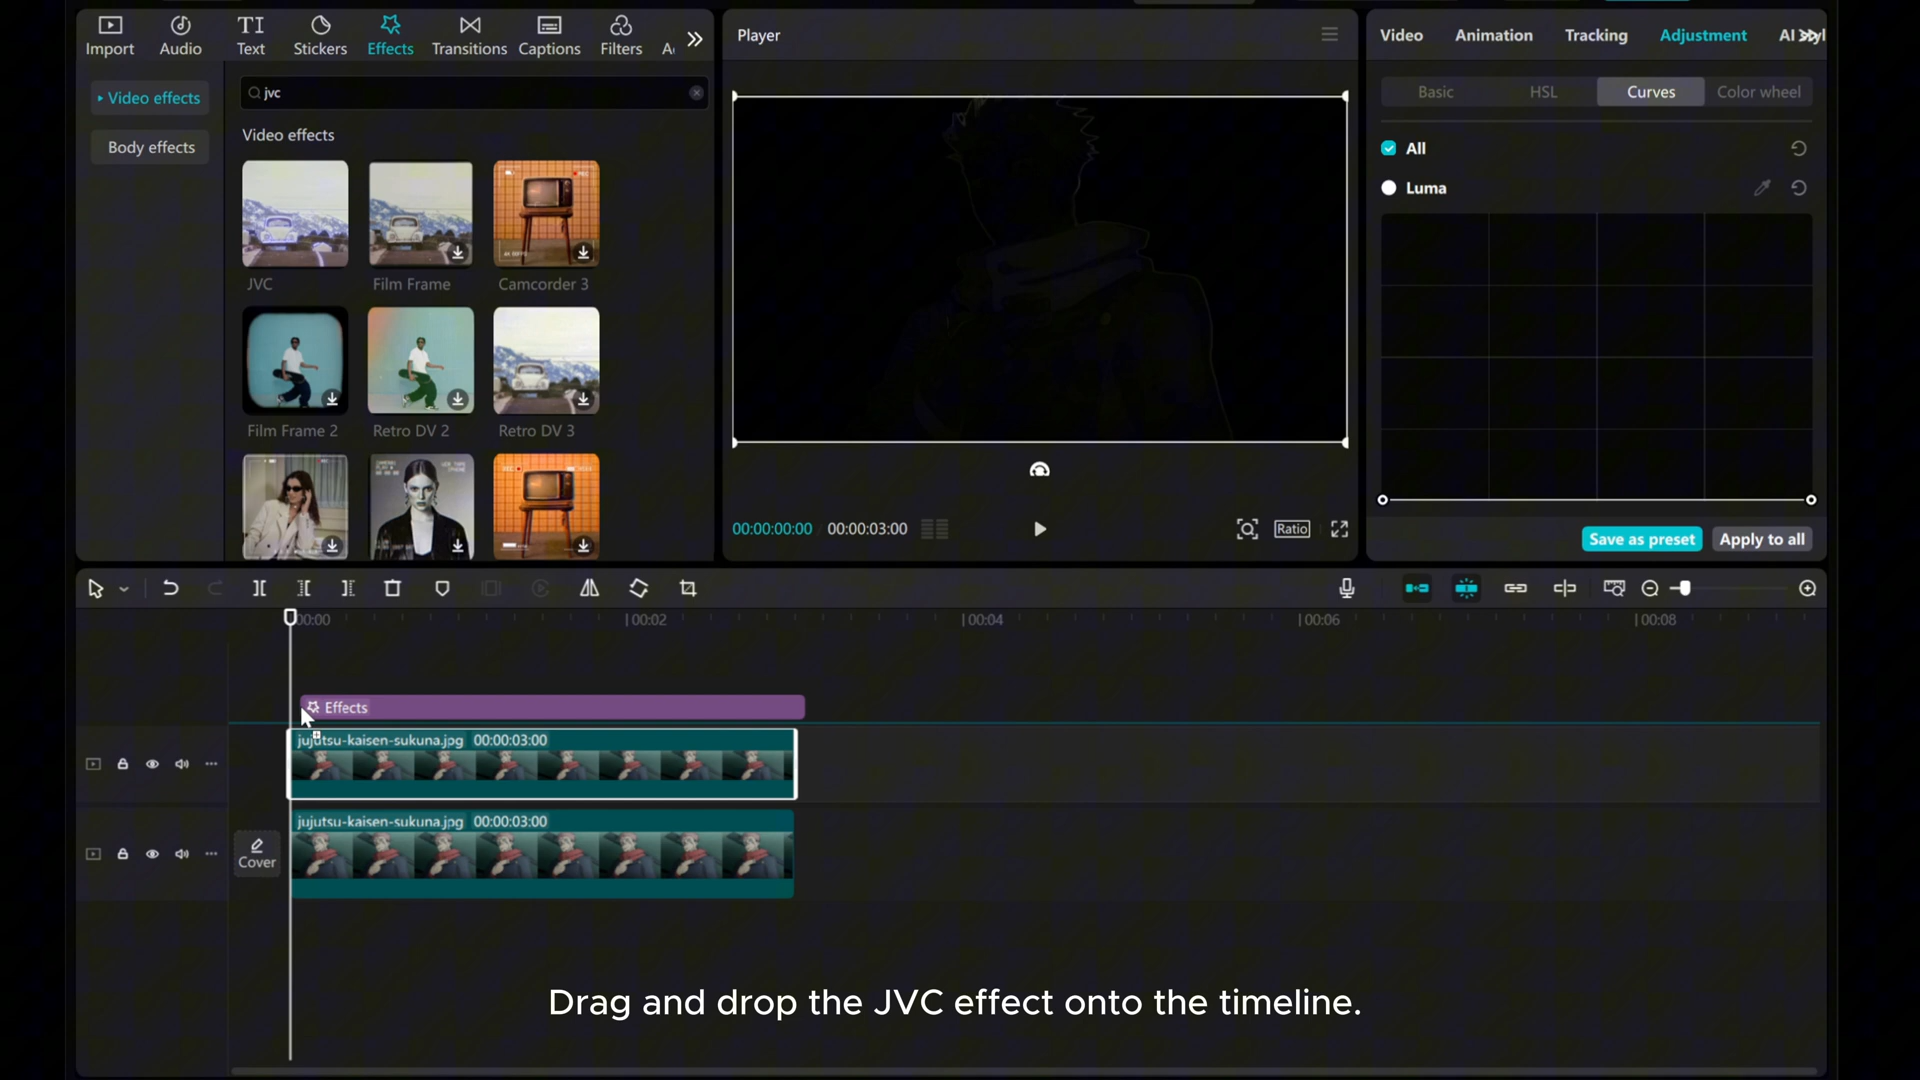 Import
Audio
Text
Stickers
Effects
Transitions
Captions
Filters
Video effects
Body effects
jvc
Video effects
JVC
Film Frame
Camcorder 3
Film Frame 2
Retro DV 2
Retro DV 3
Player
00:00:00:00
00:00:03:00
Ratio
Video
Animation
Tracking
Adjustment
AI
Basic
HSL
Curves
Color wheel
All
Luma
Save as preset
Apply to all
00:00
00:02
00:04
00:06
00:08
Effects
jujutsu-kaisen-sukuna.jpg 00:00:03:00
Cover
jujutsu-kaisen-sukuna.jpg 00:00:03:00
Drag and drop the JVC effect onto the timeline.